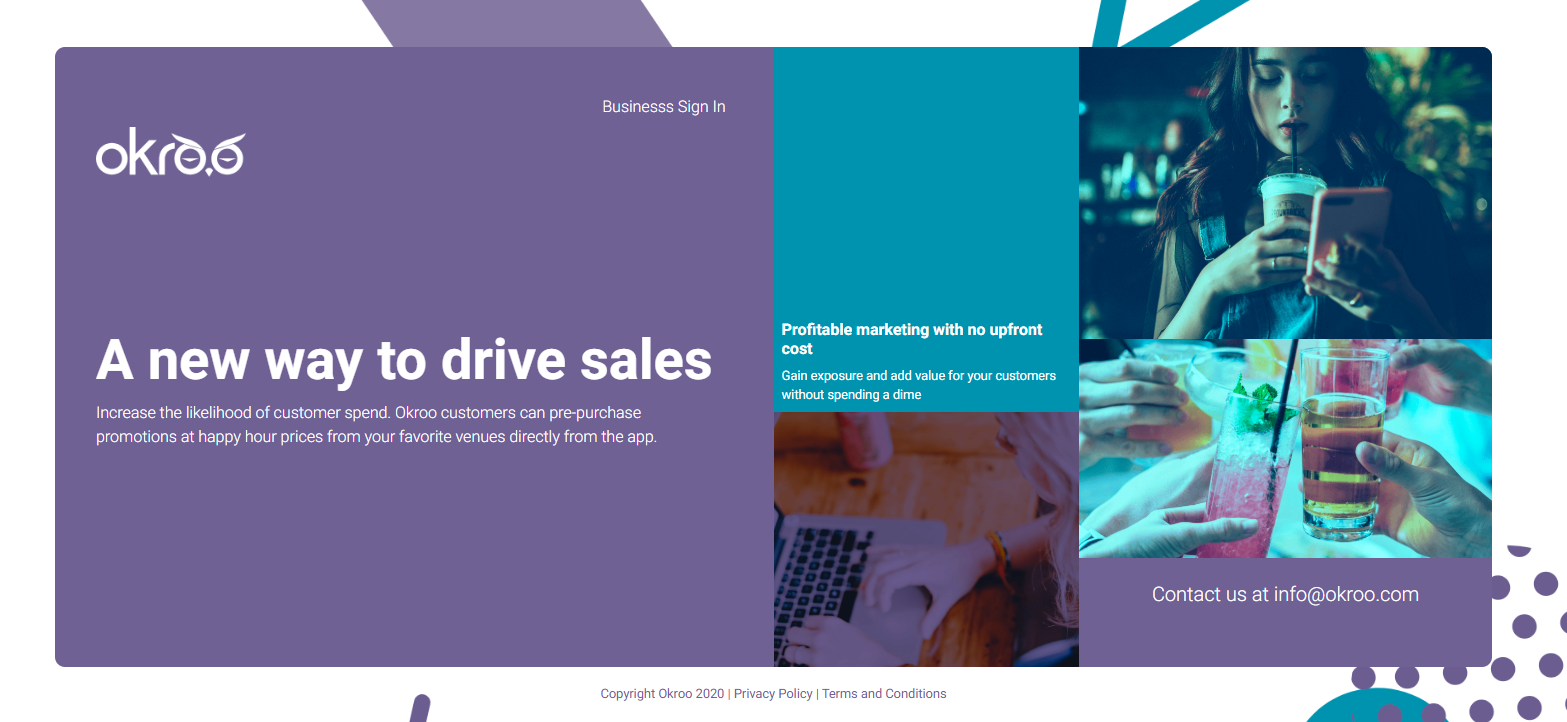 Businesss Sign In
okroo
A new way to drive sales
Increase the likelihood of customer spend. Okroo customers can pre-purchase
promotions at happy hour prices from your favorite venues directly from the app.
Profitable marketing with no upfront
cost
Gain exposure and add value for your customers
without spending a dime
Contact us at info@okroo.com
Copyright Okroo 2020 | Privacy Policy | Terms and Conditions